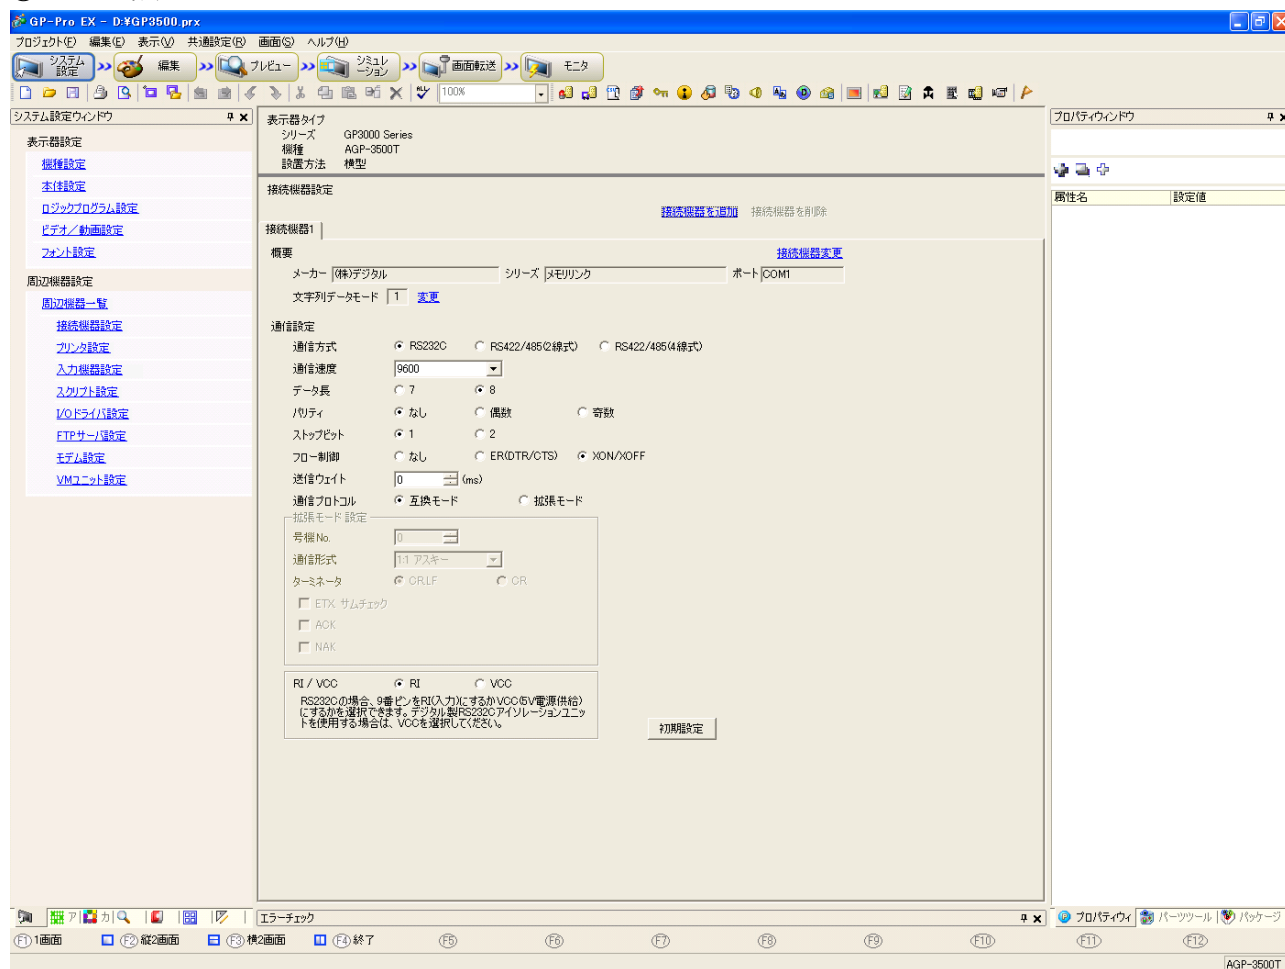 GP-Pro EX - D:¥GP3500.prx
プロジェクト(F) 編集(E) 表示(V) 共通設定(R) 画面(S) ヘルプ(H)
システム設定 編集 プレビュー シミュレーション 画面転送 モニタ
100%
システム設定ウィンドウ
表示器設定
機種設定
本体設定
ロジックプログラム設定
ビデオ／動画設定
フォント設定
周辺機器設定
周辺機器一覧
接続機器設定
プリンタ設定
入力機器設定
スクリプト設定
I/Oドライバ設定
FTPサーバ設定
モデム設定
VMユニット設定
表示器タイプ
シリーズ GP3000 Series
機種 AGP-3500T
設置方法 横型
接続機器設定
接続機器を追加 接続機器を削除
接続機器1
概要 接続機器変更
メーカー (株)デジタル シリーズ メモリリンク ポート COM1
文字列データモード 1 変更
通信設定
通信方式 RS232C RS422/485(2線式) RS422/485(4線式)
通信速度 9600
データ長 7 8
パリティ なし 偶数 奇数
ストップビット 1 2
フロー制御 なし ER(DTR/CTS) XON/XOFF
送信ウェイト 0 (ms)
通信プロトコル 互換モード 拡張モード
拡張モード設定
号機No. 0
通信形式 1:1 アスキー
ターミネータ CR,LF CR
ETX, サムチェック
ACK
NAK
RI / VCC RI VCC
RS232Cの場合、9番ピンをRI(入力)にするかVCC(5V電源供給)
にするかを選択できます。デジタル製RS232Cアイソレーションユニッ
トを使用する場合は、VCCを選択してください。
初期設定
プロパティウィンドウ
属性名 設定値
ア カ
エラーチェック
プロパティウィ パーツツール パッケージ
(F1) 1画面 (F2) 縦2画面 (F3) 横2画面 (F4) 終了 (F5) (F6) (F7) (F8) (F9) (F10) (F11) (F12)
AGP-3500T